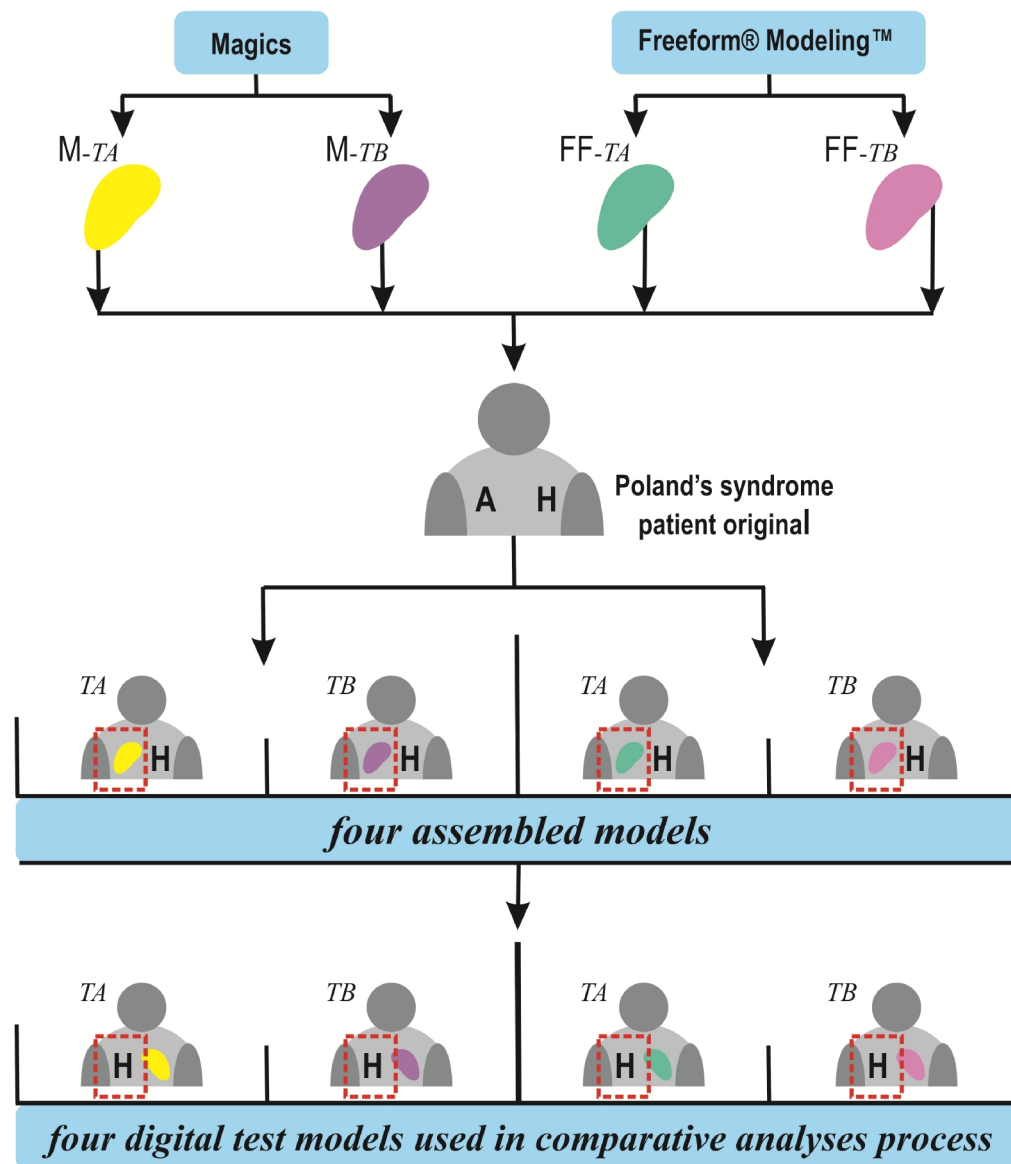 Magics
Freeform® Modeling™
M-TA
M-TB
FF-TA
FF-TB
A H
Poland's syndrome
patient original
TA
TB
TA
TB
H
H
H
H
four assembled models
TA
TB
TA
TB
H
H
H
H
four digital test models used in comparative analyses process